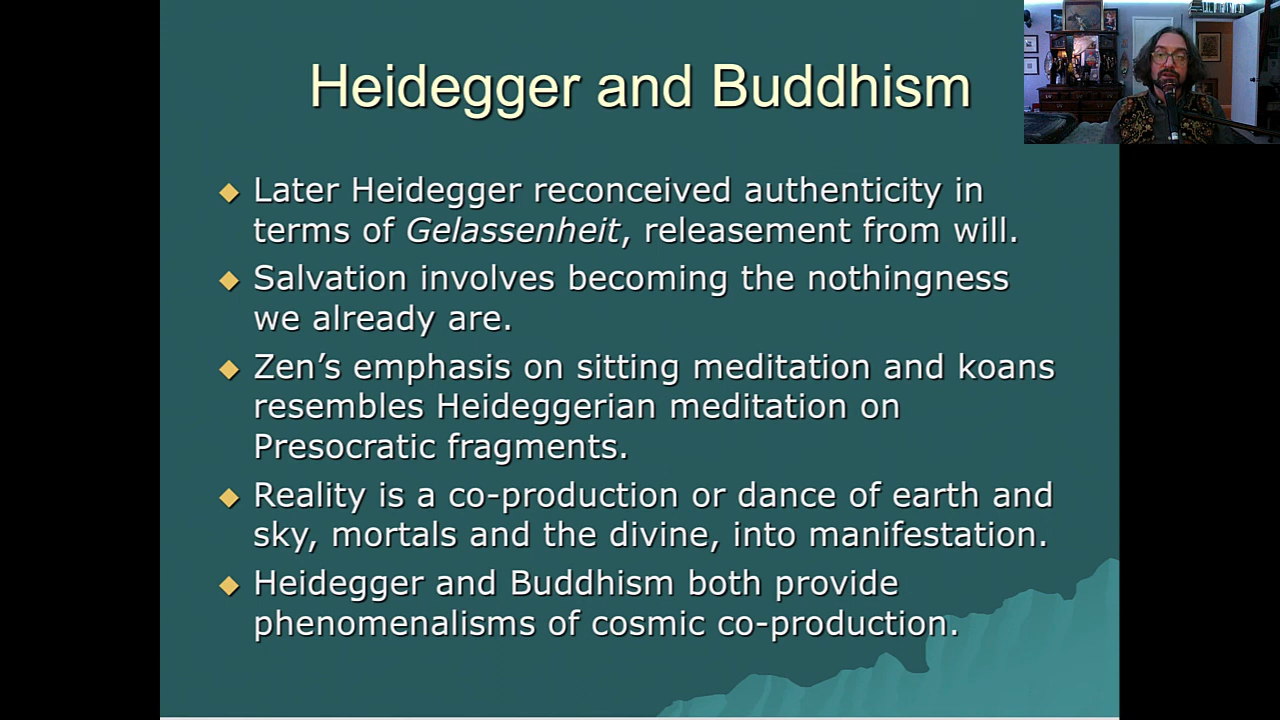 Heidegger and Buddhism
Later Heidegger reconceived authenticity in
terms of Gelassenheit, releasement from will.
Salvation involves becoming the nothingness
we already are.
Zen’s emphasis on sitting meditation and koans
resembles Heideggerian meditation on
Presocratic fragments.
Reality is a co-production or dance of earth and
sky, mortals and the divine, into manifestation.
Heidegger and Buddhism both provide
phenomenalisms of cosmic co-production.